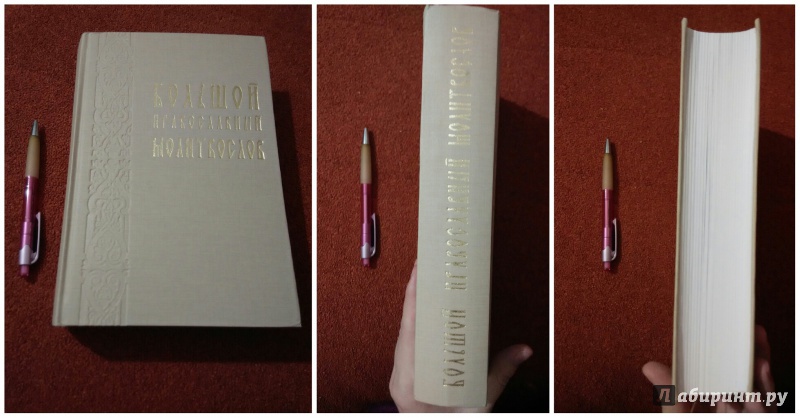 БОЛЬШОЙ
ПРАВОСЛАВНЫЙ
МОЛИТВОСЛОВ
БОЛЬШОЙ ПРАВОСЛАВНЫЙ МОЛИТВОСЛОВ
Лабиринт.ру